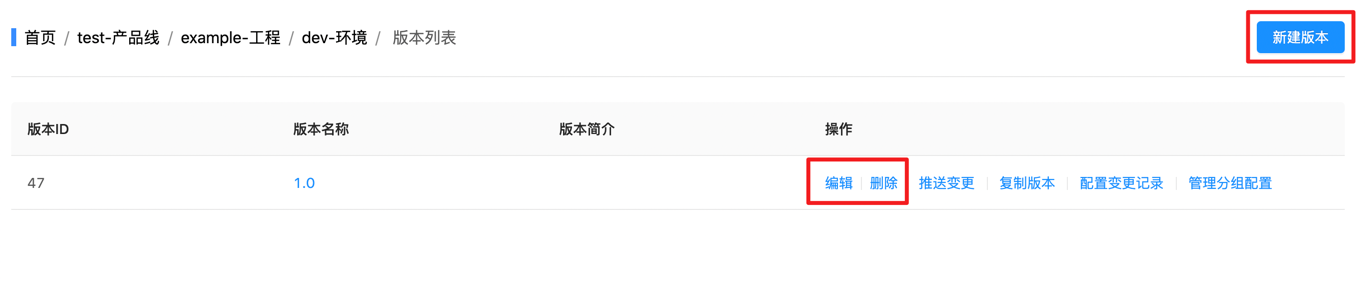 首页 / test-产品线 / example-工程 / dev-环境 / 版本列表 新建版本
版本ID 版本名称 版本简介 操作
47 1.0 编辑 删除 推送变更 复制版本 配置变更记录 管理分组配置